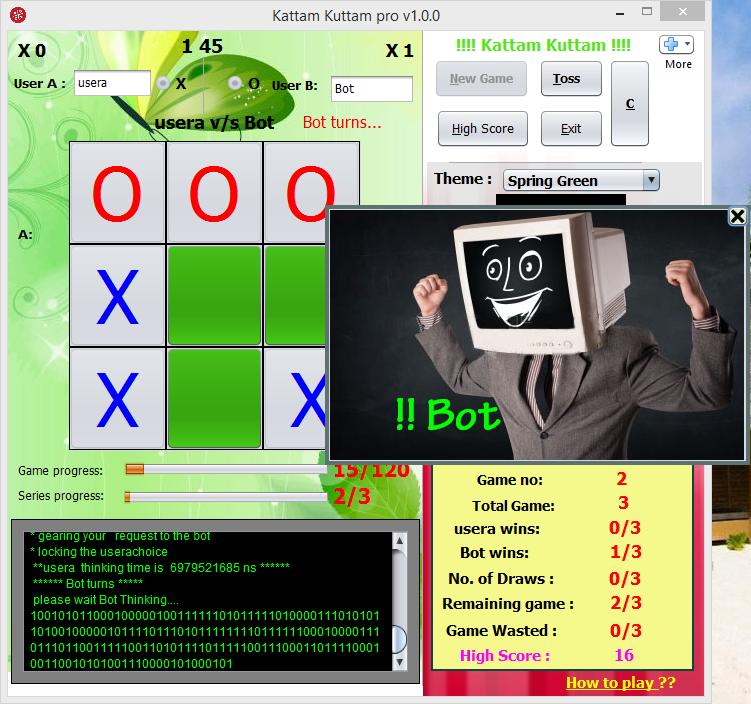 Kattam Kuttam pro v1.0.0
X 0
1 45
X 1
User A :
usera
X
O
User B:
Bot
usera v/s Bot
Bot turns...
!!!! Kattam Kuttam !!!!
More
New Game
Toss
C
High Score
Exit
Theme :
Spring Green
A:
O
O
O
X
X
X
!! Bot
X
Game progress:
15/120
Series progress:
2/3
* gearing your request to the bot
* locking the userachoice
**usera thinking time is 6979521685 ns ******
****** Bot turns *****
please wait Bot Thinking....
Game no:
2
Total Game:
3
usera wins:
0/3
Bot wins:
1/3
No. of Draws :
0/3
Remaining game :
2/3
Game Wasted :
0/3
High Score :
16
How to play ??